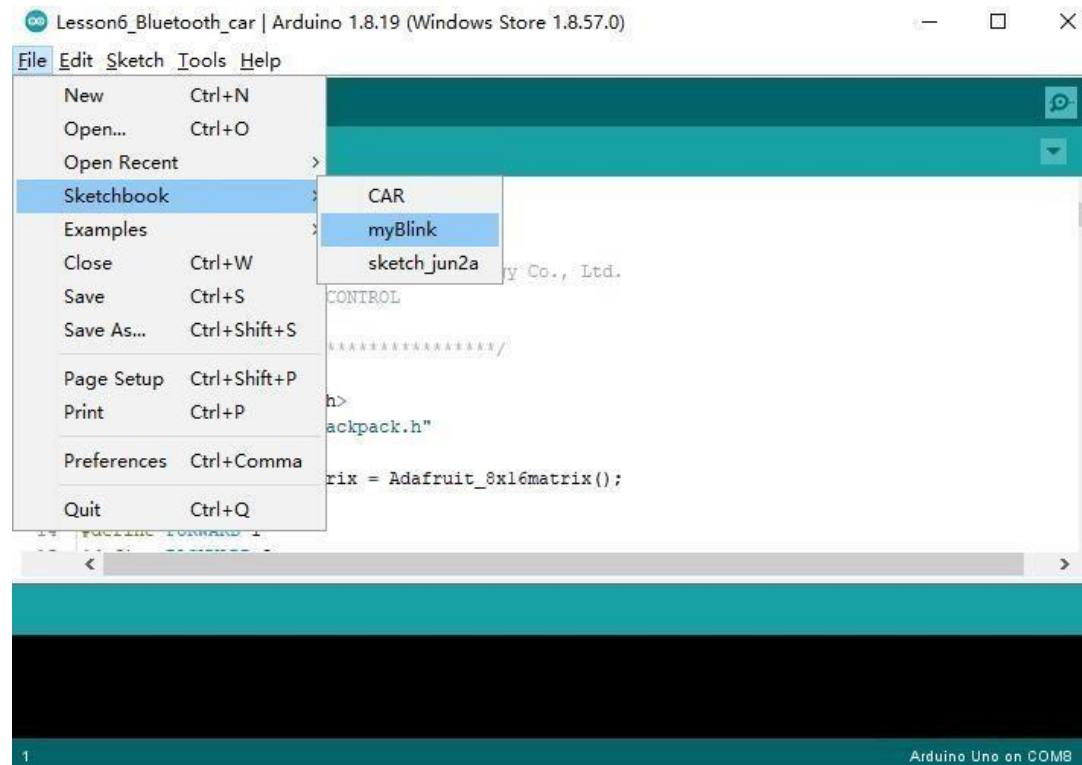 Lesson6_Bluetooth_car | Arduino 1.8.19 (Windows Store 1.8.57.0)
File Edit Sketch Tools Help
New Ctrl+N
Open... Ctrl+O
Open Recent >
Sketchbook >
CAR
Examples >
myBlink
Close Ctrl+W
sketch_jun2a
y Co., Ltd.
Save Ctrl+S
CONTROL
Save As... Ctrl+Shift+S
****************/
Page Setup Ctrl+Shift+P
h>
Print Ctrl+P
ackpack.h"
Preferences Ctrl+Comma
rix = Adafruit_8x16matrix();
Quit Ctrl+Q
1
Arduino Uno on COM8